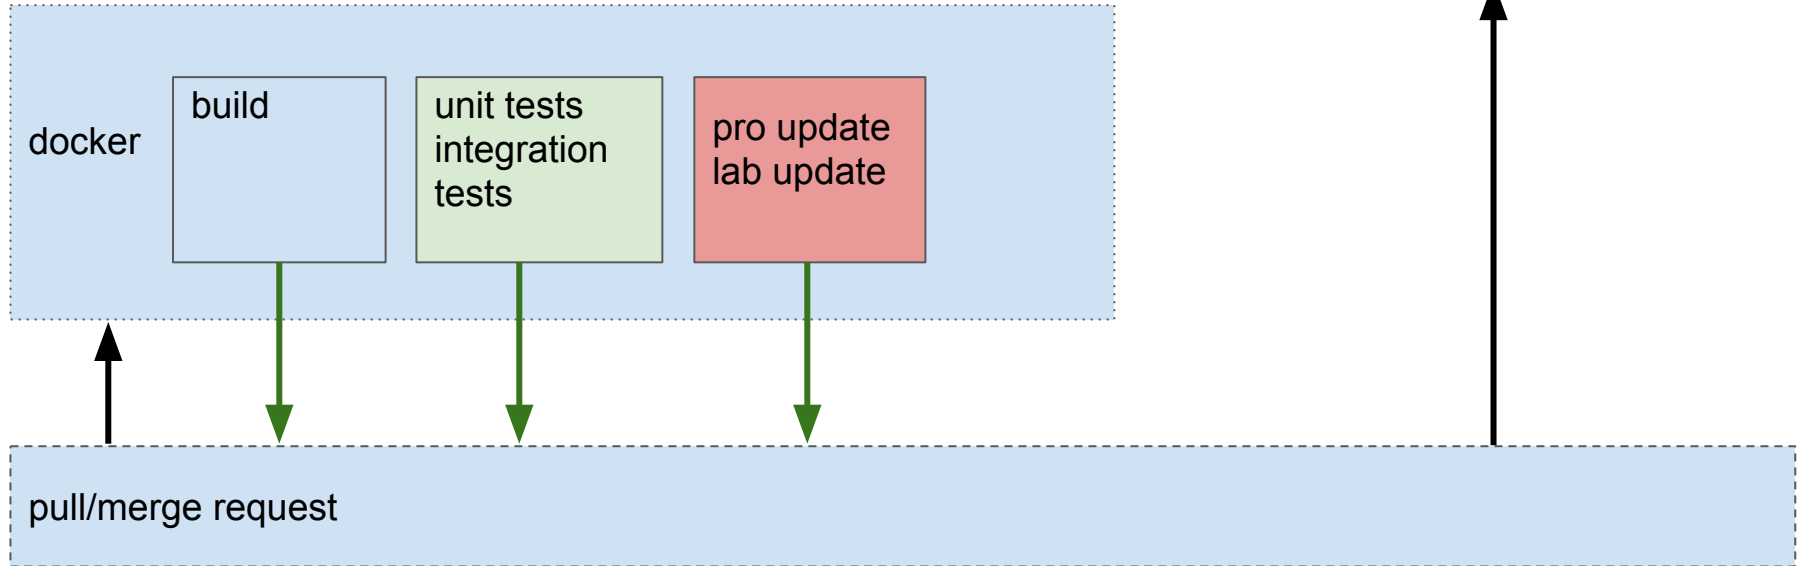 docker
build
unit tests
integration
tests
pro update
lab update
pull/merge request